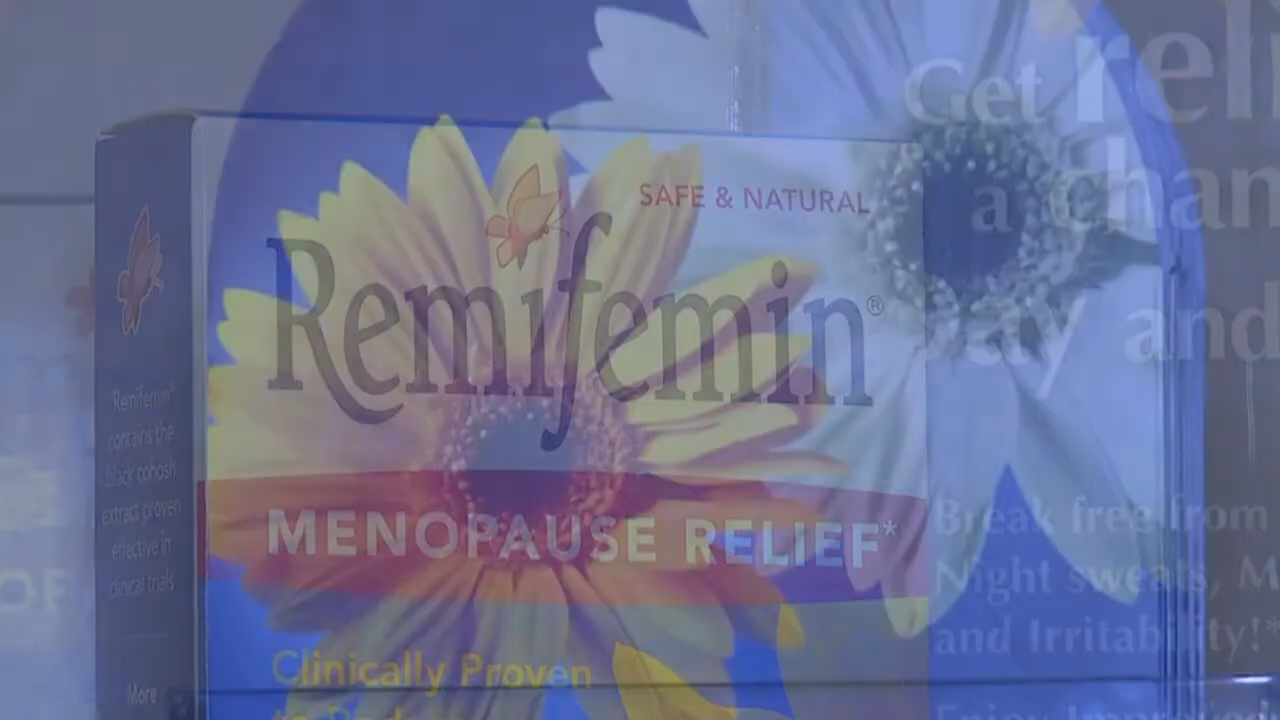 SAFE & NATURAL
Remifemin®
MENOPAUSE RELIEF*
Clinically Proven
Remifemin®
contains the
black cohosh
extract proven
effective in
clinical trials
More
Get
a
and
Break free from
Night sweats, M
and Irritability!*